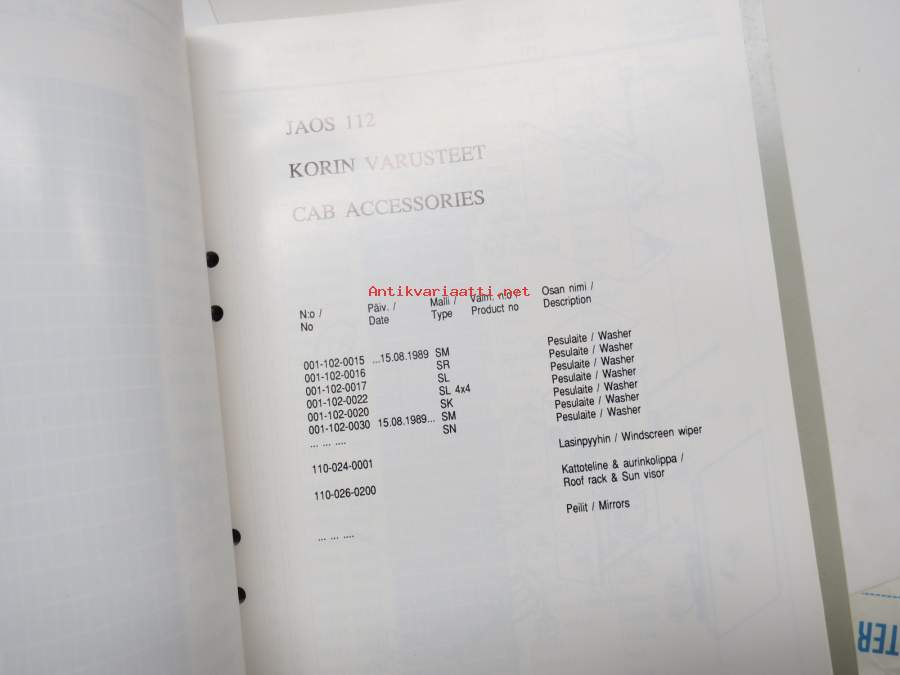 JAOS 112
KORIN VARUSTEET
CAB ACCESSORIES
Antikvariaatti.net
N:o / Päiv. / Malli / Valm. n:o / Osan nimi /
No Date Type Product no Description
001-102-0015 ...15.08.1989 SM Pesulaite / Washer
001-102-0016 SR Pesulaite / Washer
001-102-0017 SL Pesulaite / Washer
001-102-0022 SL 4x4 Pesulaite / Washer
001-102-0020 SK Pesulaite / Washer
001-102-0030 15.08.1989... SM Pesulaite / Washer
... ... .... SN Pesulaite / Washer
110-024-0001 Lasinpyyhin / Windscreen wiper
110-026-0200 Kattoteline & aurinkolippa /
Roof rack & Sun visor
... ... .... Peilit / Mirrors
TER